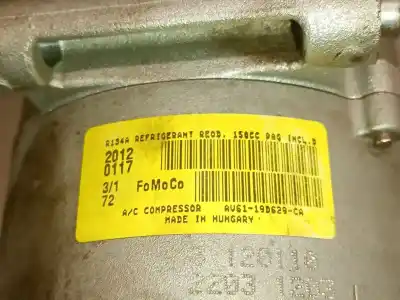 R134A REFRIGERANT REQD. 150CC PAG INCL.D
2012
0117
3/1 FoMoCo
72
A/C COMPRESSOR AV61-19D629-CA
MADE IN HUNGARY